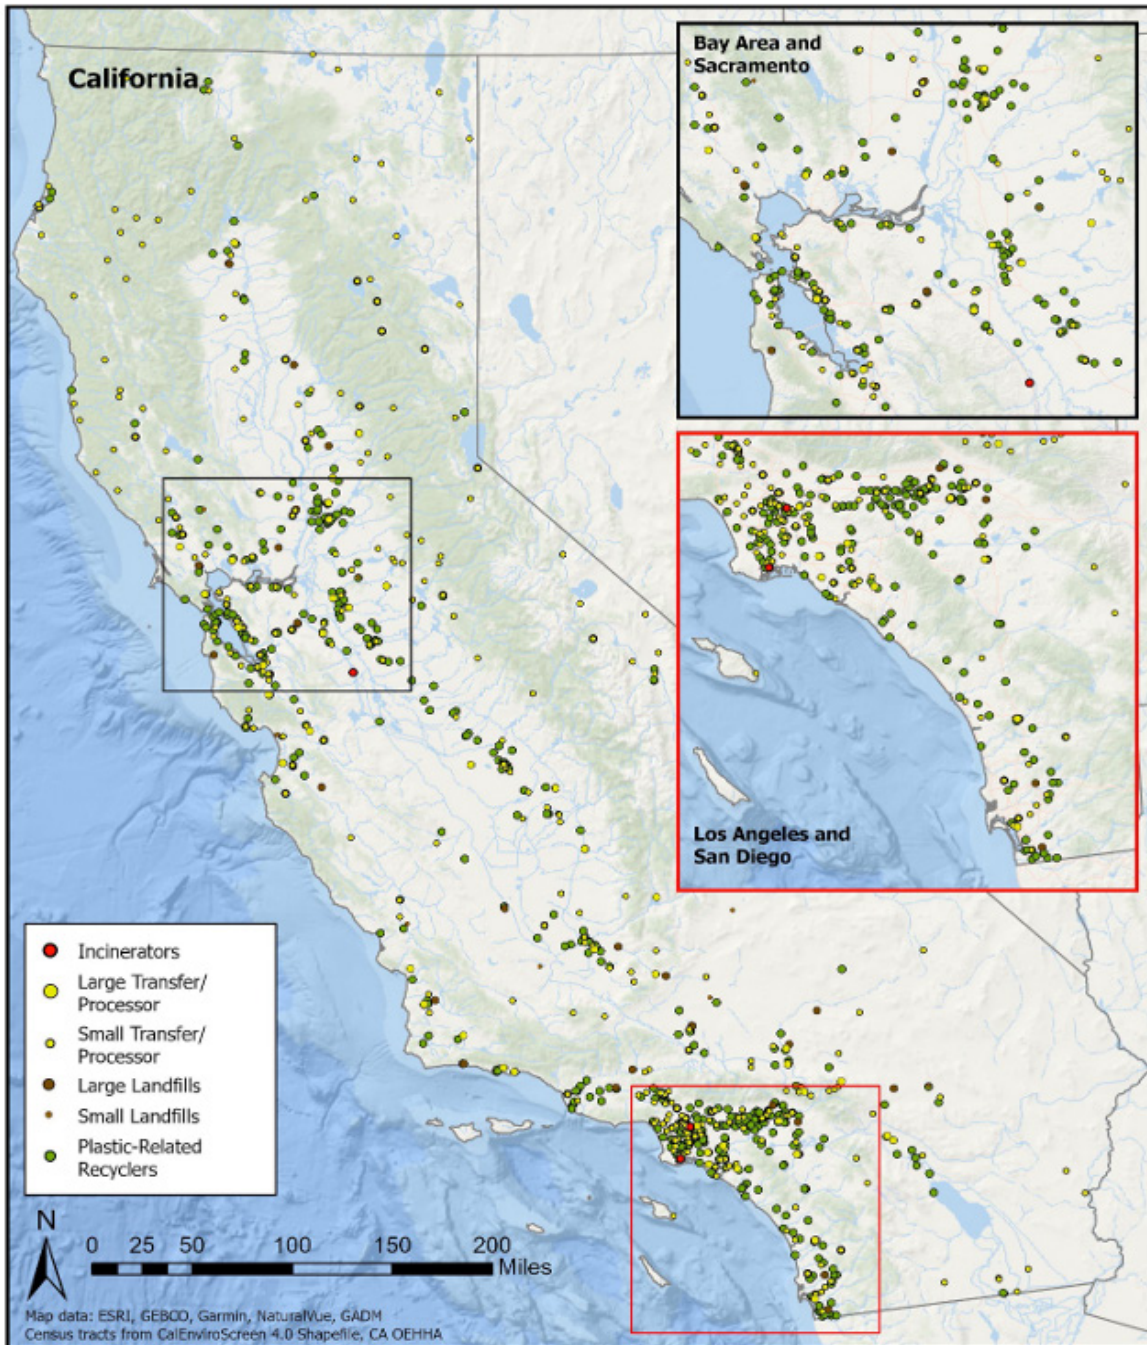 California
Bay Area and
Sacramento
Los Angeles and
San Diego
Incinerators
Large Transfer/
Processor
Small Transfer/
Processor
Large Landfills
Small Landfills
Plastic-Related
Recyclers
N
0 25 50 100 150 200
Miles
Map data: ESRI, GEBCO, Garmin, NaturalVue, GADM
Census tracts from CalEnviroScreen 4.0 Shapefile, CA OEHHA